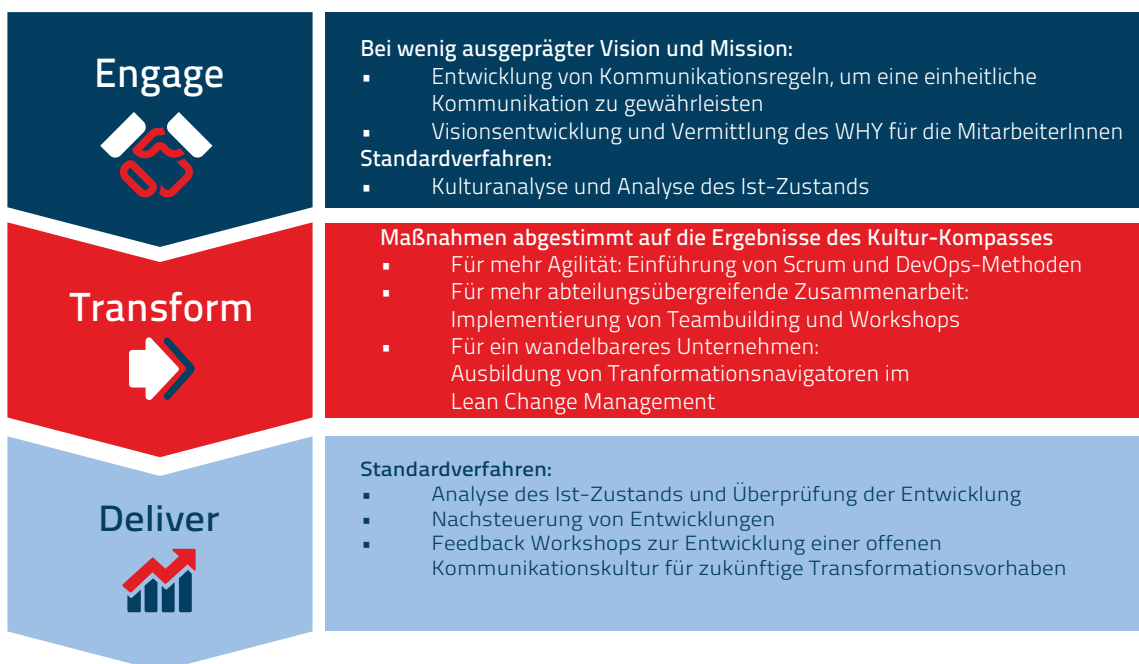 Engage
Bei wenig ausgeprägter Vision und Mission:
▪ Entwicklung von Kommunikationsregeln, um eine einheitliche
Kommunikation zu gewährleisten
▪ Visionsentwicklung und Vermittlung des WHY für die MitarbeiterInnen
Standardverfahren:
▪ Kulturanalyse und Analyse des Ist-Zustands
Transform
Maßnahmen abgestimmt auf die Ergebnisse des Kultur-Kompasses
▪ Für mehr Agilität: Einführung von Scrum und DevOps-Methoden
▪ Für mehr abteilungsübergreifende Zusammenarbeit:
Implementierung von Teambuilding und Workshops
▪ Für ein wandelbareres Unternehmen:
Ausbildung von Tranformationsnavigatoren im
Lean Change Management
Deliver
Standardverfahren:
▪ Analyse des Ist-Zustands und Überprüfung der Entwicklung
▪ Nachsteuerung von Entwicklungen
▪ Feedback Workshops zur Entwicklung einer offenen
Kommunikationskultur für zukünftige Transformationsvorhaben